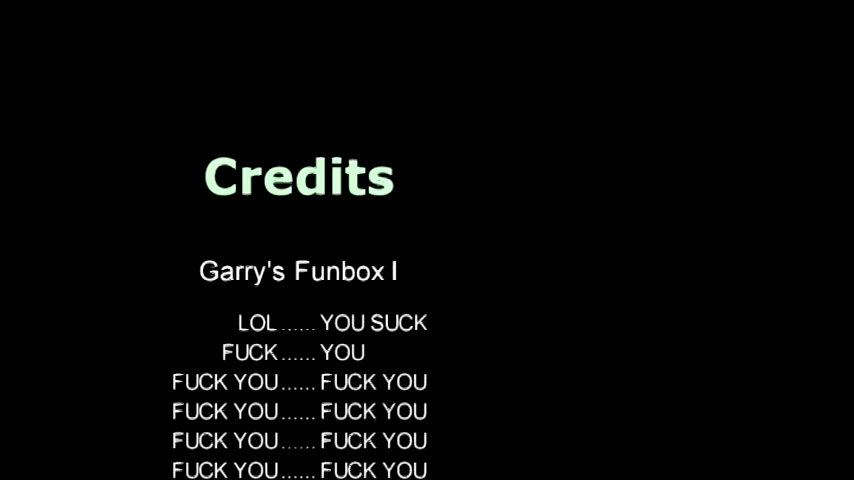 Credits
Garry's Funbox I
LOL ...... YOU SUCK
FUCK ...... YOU
FUCK YOU ...... FUCK YOU
FUCK YOU ...... FUCK YOU
FUCK YOU ...... FUCK YOU
FUCK YOU ...... FUCK YOU